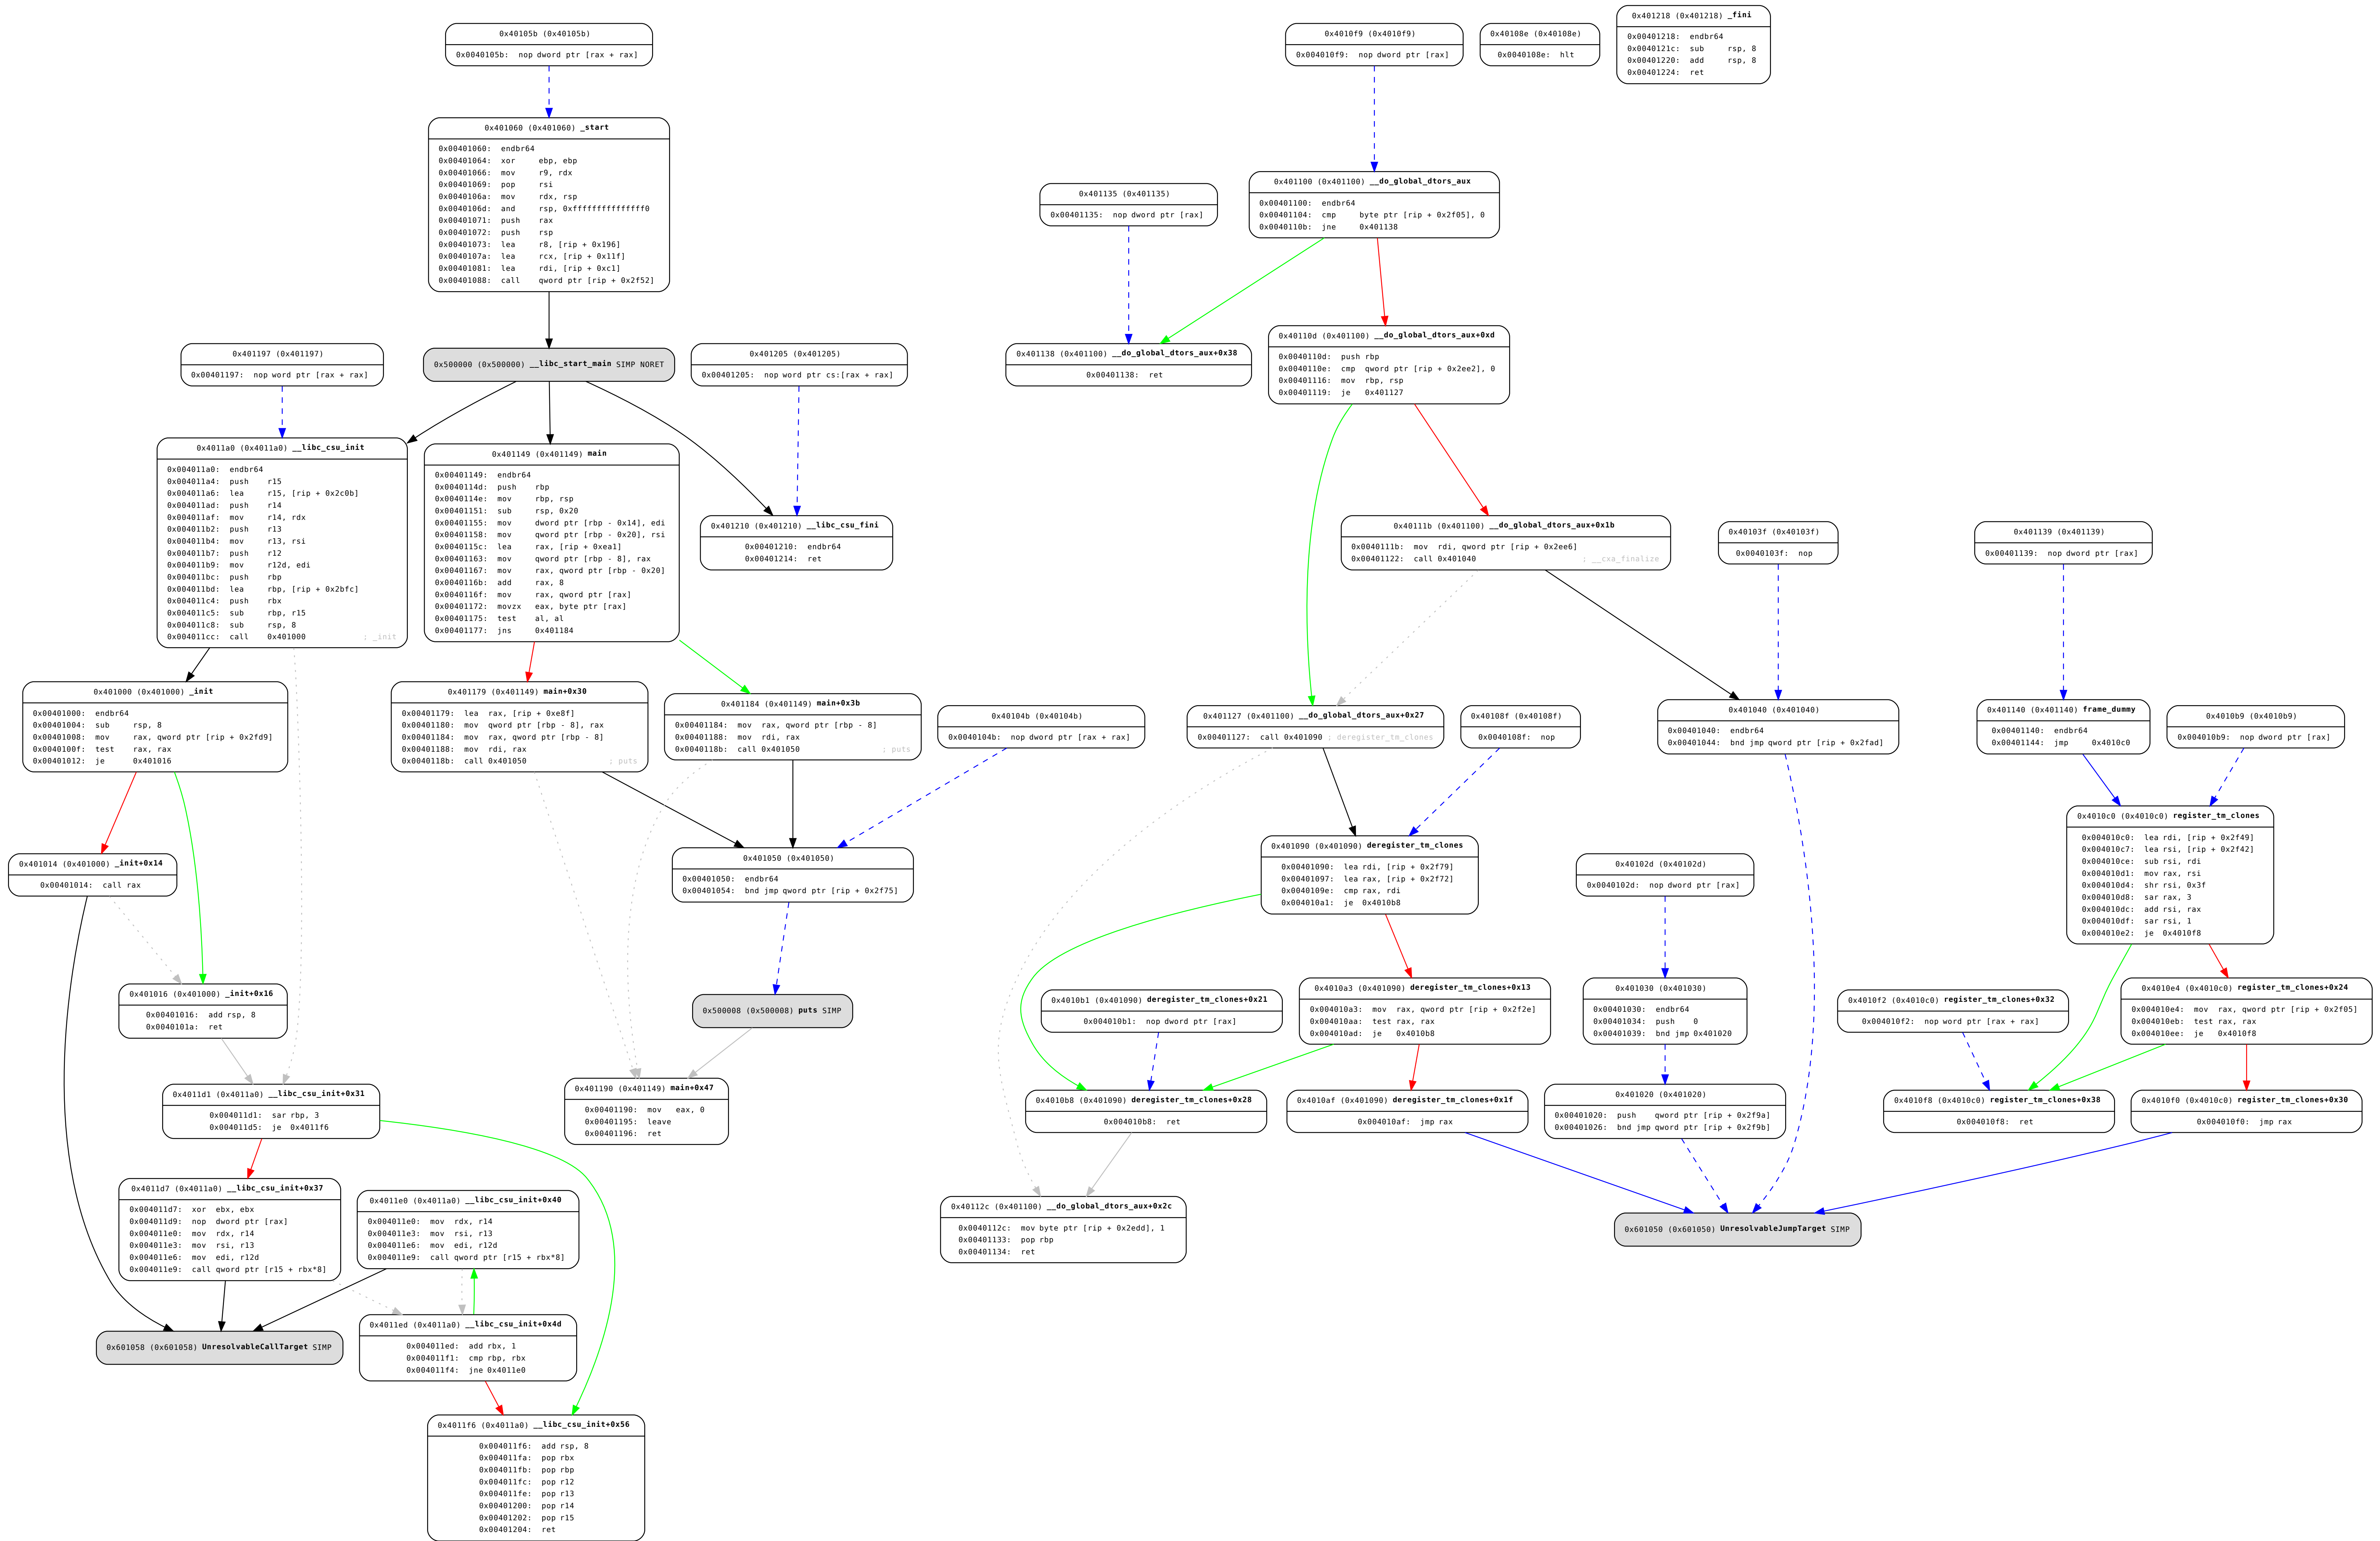 0x40105b (0x40105b)
0x0040105b: nop dword ptr [rax + rax]
0x401060 (0x401060) _start
0x00401060: endbr64
0x00401064: xor ebp, ebp
0x00401066: mov r9, rdx
0x00401069: pop rsi
0x0040106a: mov rdx, rsp
0x0040106d: and rsp, 0xfffffffffffffff0
0x00401071: push rax
0x00401072: push rsp
0x00401073: lea r8, [rip + 0x196]
0x0040107a: lea rcx, [rip + 0x11f]
0x00401081: lea rdi, [rip + 0xc1]
0x00401088: call qword ptr [rip + 0x2f52]
0x401197 (0x401197)
0x00401197: nop word ptr [rax + rax]
0x500000 (0x500000) __libc_start_main SIMP NORET
0x401205 (0x401205)
0x00401205: nop word ptr cs:[rax + rax]
0x4011a0 (0x4011a0) __libc_csu_init
0x004011a0: endbr64
0x004011a4: push r15
0x004011a6: lea r15, [rip + 0x2c0b]
0x004011ad: push r14
0x004011af: mov r14, rdx
0x004011b2: push r13
0x004011b4: mov r13, rsi
0x004011b7: push r12
0x004011b9: mov r12d, edi
0x004011bc: push rbp
0x004011bd: lea rbp, [rip + 0x2bfc]
0x004011c4: push rbx
0x004011c5: sub rbp, r15
0x004011c8: sub rsp, 8
0x004011cc: call 0x401000 ; _init
0x401149 (0x401149) main
0x00401149: endbr64
0x0040114d: push rbp
0x0040114e: mov rbp, rsp
0x00401151: sub rsp, 0x20
0x00401155: mov dword ptr [rbp - 0x14], edi
0x00401158: mov qword ptr [rbp - 0x20], rsi
0x0040115c: lea rax, [rip + 0xea1]
0x00401163: mov qword ptr [rbp - 8], rax
0x00401167: mov rax, qword ptr [rbp - 0x20]
0x0040116b: add rax, 8
0x0040116f: mov rax, qword ptr [rax]
0x00401172: movzx eax, byte ptr [rax]
0x00401175: test al, al
0x00401177: jns 0x401184
0x401210 (0x401210) __libc_csu_fini
0x00401210: endbr64
0x00401214: ret
0x401000 (0x401000) _init
0x00401000: endbr64
0x00401004: sub rsp, 8
0x00401008: mov rax, qword ptr [rip + 0x2fd9]
0x0040100f: test rax, rax
0x00401012: je 0x401016
0x401179 (0x401149) main+0x30
0x00401179: lea rax, [rip + 0xe8f]
0x00401180: mov qword ptr [rbp - 8], rax
0x00401184: mov rax, qword ptr [rbp - 8]
0x00401188: mov rdi, rax
0x0040118b: call 0x401050 ; puts
0x401184 (0x401149) main+0x3b
0x00401184: mov rax, qword ptr [rbp - 8]
0x00401188: mov rdi, rax
0x0040118b: call 0x401050 ; puts
0x40104b (0x40104b)
0x0040104b: nop dword ptr [rax + rax]
0x401014 (0x401000) _init+0x14
0x00401014: call rax
0x401050 (0x401050)
0x00401050: endbr64
0x00401054: bnd jmp qword ptr [rip + 0x2f75]
0x401016 (0x401000) _init+0x16
0x00401016: add rsp, 8
0x0040101a: ret
0x500008 (0x500008) puts SIMP
0x4011d1 (0x4011a0) __libc_csu_init+0x31
0x004011d1: sar rbp, 3
0x004011d5: je 0x4011f6
0x401190 (0x401149) main+0x47
0x00401190: mov eax, 0
0x00401195: leave
0x00401196: ret
0x4011d7 (0x4011a0) __libc_csu_init+0x37
0x004011d7: xor ebx, ebx
0x004011d9: nop dword ptr [rax]
0x004011e0: mov rdx, r14
0x004011e3: mov rsi, r13
0x004011e6: mov edi, r12d
0x004011e9: call qword ptr [r15 + rbx*8]
0x4011e0 (0x4011a0) __libc_csu_init+0x40
0x004011e0: mov rdx, r14
0x004011e3: mov rsi, r13
0x004011e6: mov edi, r12d
0x004011e9: call qword ptr [r15 + rbx*8]
0x601058 (0x601058) UnresolvableCallTarget SIMP
0x4011ed (0x4011a0) __libc_csu_init+0x4d
0x004011ed: add rbx, 1
0x004011f1: cmp rbp, rbx
0x004011f4: jne 0x4011e0
0x4011f6 (0x4011a0) __libc_csu_init+0x56
0x004011f6: add rsp, 8
0x004011fa: pop rbx
0x004011fb: pop rbp
0x004011fc: pop r12
0x004011fe: pop r13
0x00401200: pop r14
0x00401202: pop r15
0x00401204: ret
0x4010f9 (0x4010f9)
0x004010f9: nop dword ptr [rax]
0x40108e (0x40108e)
0x0040108e: hlt
0x401218 (0x401218) _fini
0x00401218: endbr64
0x0040121c: sub rsp, 8
0x00401220: add rsp, 8
0x00401224: ret
0x401135 (0x401135)
0x00401135: nop dword ptr [rax]
0x401100 (0x401100) __do_global_dtors_aux
0x00401100: endbr64
0x00401104: cmp byte ptr [rip + 0x2f05], 0
0x0040110b: jne 0x401138
0x401138 (0x401100) __do_global_dtors_aux+0x38
0x00401138: ret
0x40110d (0x401100) __do_global_dtors_aux+0xd
0x0040110d: push rbp
0x0040110e: cmp qword ptr [rip + 0x2ee2], 0
0x00401116: mov rbp, rsp
0x00401119: je 0x401127
0x40111b (0x401100) __do_global_dtors_aux+0x1b
0x0040111b: mov rdi, qword ptr [rip + 0x2ee6]
0x00401122: call 0x401040 ; __cxa_finalize
0x40103f (0x40103f)
0x0040103f: nop
0x401139 (0x401139)
0x00401139: nop dword ptr [rax]
0x401127 (0x401100) __do_global_dtors_aux+0x27
0x00401127: call 0x401090 ; deregister_tm_clones
0x40108f (0x40108f)
0x0040108f: nop
0x401040 (0x401040)
0x00401040: endbr64
0x00401044: bnd jmp qword ptr [rip + 0x2fad]
0x401140 (0x401140) frame_dummy
0x00401140: endbr64
0x00401144: jmp 0x4010c0
0x4010b9 (0x4010b9)
0x004010b9: nop dword ptr [rax]
0x401090 (0x401090) deregister_tm_clones
0x00401090: lea rdi, [rip + 0x2f79]
0x00401097: lea rax, [rip + 0x2f72]
0x0040109e: cmp rax, rdi
0x004010a1: je 0x4010b8
0x40102d (0x40102d)
0x0040102d: nop dword ptr [rax]
0x4010c0 (0x4010c0) register_tm_clones
0x004010c0: lea rdi, [rip + 0x2f49]
0x004010c7: lea rsi, [rip + 0x2f42]
0x004010ce: sub rsi, rdi
0x004010d1: mov rax, rsi
0x004010d4: shr rsi, 0x3f
0x004010d8: sar rax, 3
0x004010dc: add rsi, rax
0x004010df: sar rsi, 1
0x004010e2: je 0x4010f8
0x4010b1 (0x401090) deregister_tm_clones+0x21
0x004010b1: nop dword ptr [rax]
0x4010a3 (0x401090) deregister_tm_clones+0x13
0x004010a3: mov rax, qword ptr [rip + 0x2f2e]
0x004010aa: test rax, rax
0x004010ad: je 0x4010b8
0x401030 (0x401030)
0x00401030: endbr64
0x00401034: push 0
0x00401039: bnd jmp 0x401020
0x4010f2 (0x4010c0) register_tm_clones+0x32
0x004010f2: nop word ptr [rax + rax]
0x4010e4 (0x4010c0) register_tm_clones+0x24
0x004010e4: mov rax, qword ptr [rip + 0x2f05]
0x004010eb: test rax, rax
0x004010ee: je 0x4010f8
0x4010b8 (0x401090) deregister_tm_clones+0x28
0x004010b8: ret
0x4010af (0x401090) deregister_tm_clones+0x1f
0x004010af: jmp rax
0x401020 (0x401020)
0x00401020: push qword ptr [rip + 0x2f9a]
0x00401026: bnd jmp qword ptr [rip + 0x2f9b]
0x4010f8 (0x4010c0) register_tm_clones+0x38
0x004010f8: ret
0x4010f0 (0x4010c0) register_tm_clones+0x30
0x004010f0: jmp rax
0x40112c (0x401100) __do_global_dtors_aux+0x2c
0x0040112c: mov byte ptr [rip + 0x2edd], 1
0x00401133: pop rbp
0x00401134: ret
0x601050 (0x601050) UnresolvableJumpTarget SIMP